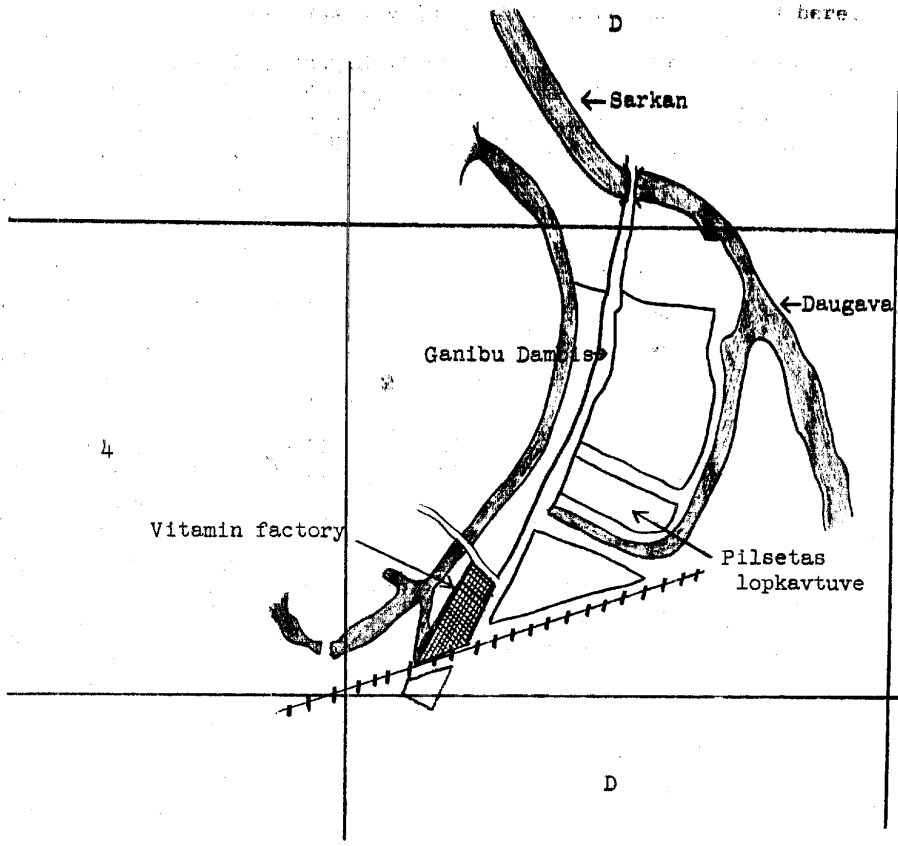 here.
D
←Sarkan
←Daugava
Ganibu Dambis
4
Vitamin factory
Pilsetas
lopkavtuve
D